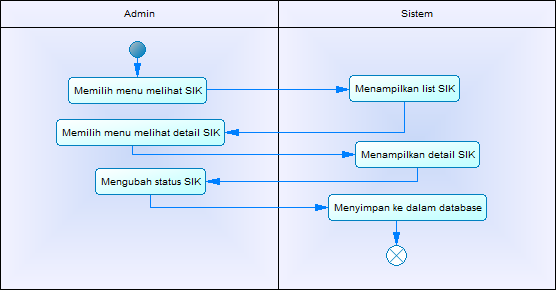 Admin
Sistem
Memilih menu melihat SIK
Menampilkan list SIK
Memilih menu melihat detail SIK
Menampilkan detail SIK
Mengubah status SIK
Menyimpan ke dalam database